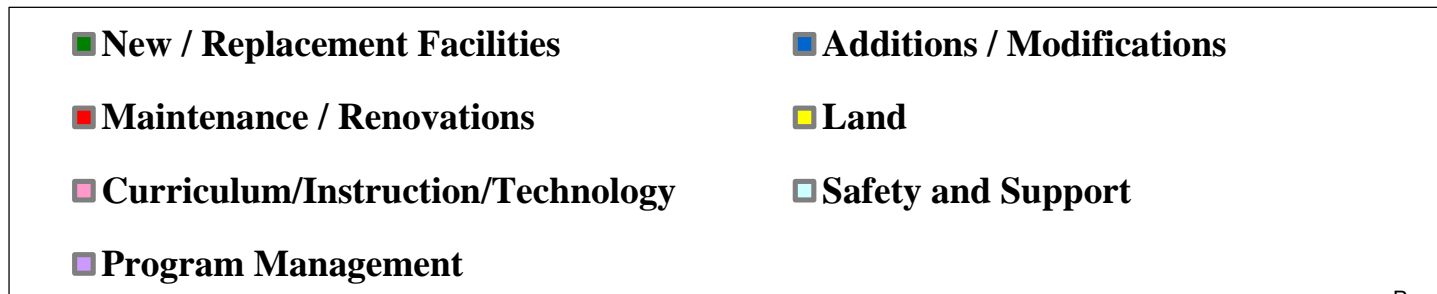 New / Replacement Facilities
Additions / Modifications
Maintenance / Renovations
Land
Curriculum/Instruction/Technology
Safety and Support
Program Management